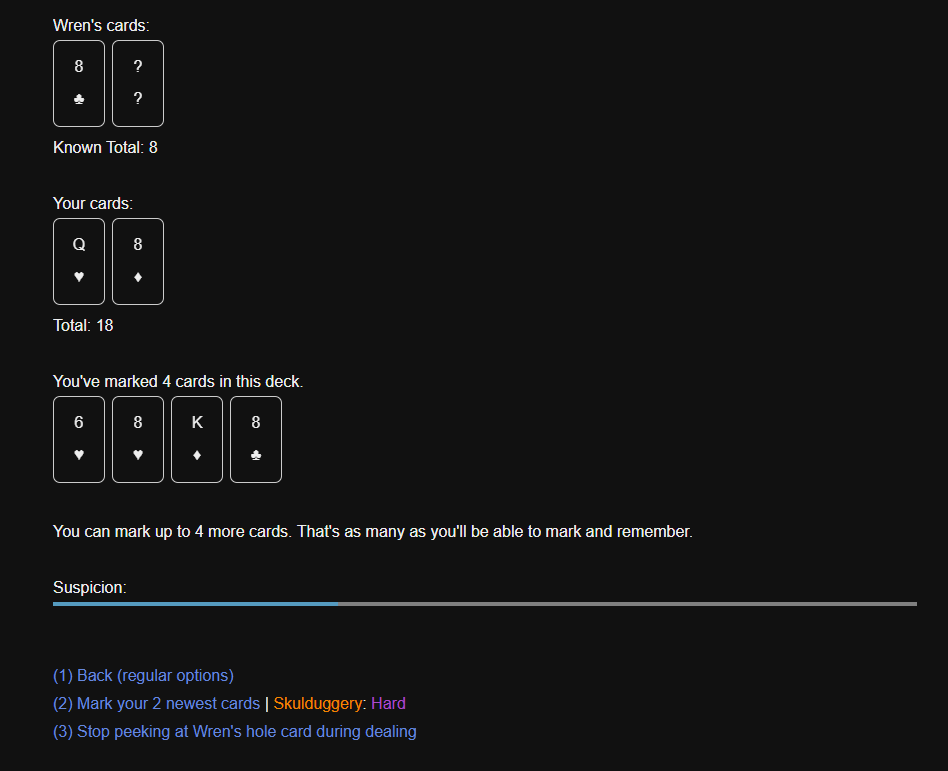 Wren's cards:
8 ?
♣ ?
Known Total: 8
Your cards:
Q 8
♥ ♦
Total: 18
You've marked 4 cards in this deck.
6 8 K 8
♥ ♥ ♦ ♣
You can mark up to 4 more cards. That's as many as you'll be able to mark and remember.
Suspicion:
(1) Back (regular options)
(2) Mark your 2 newest cards | Skulduggery: Hard
(3) Stop peeking at Wren's hole card during dealing